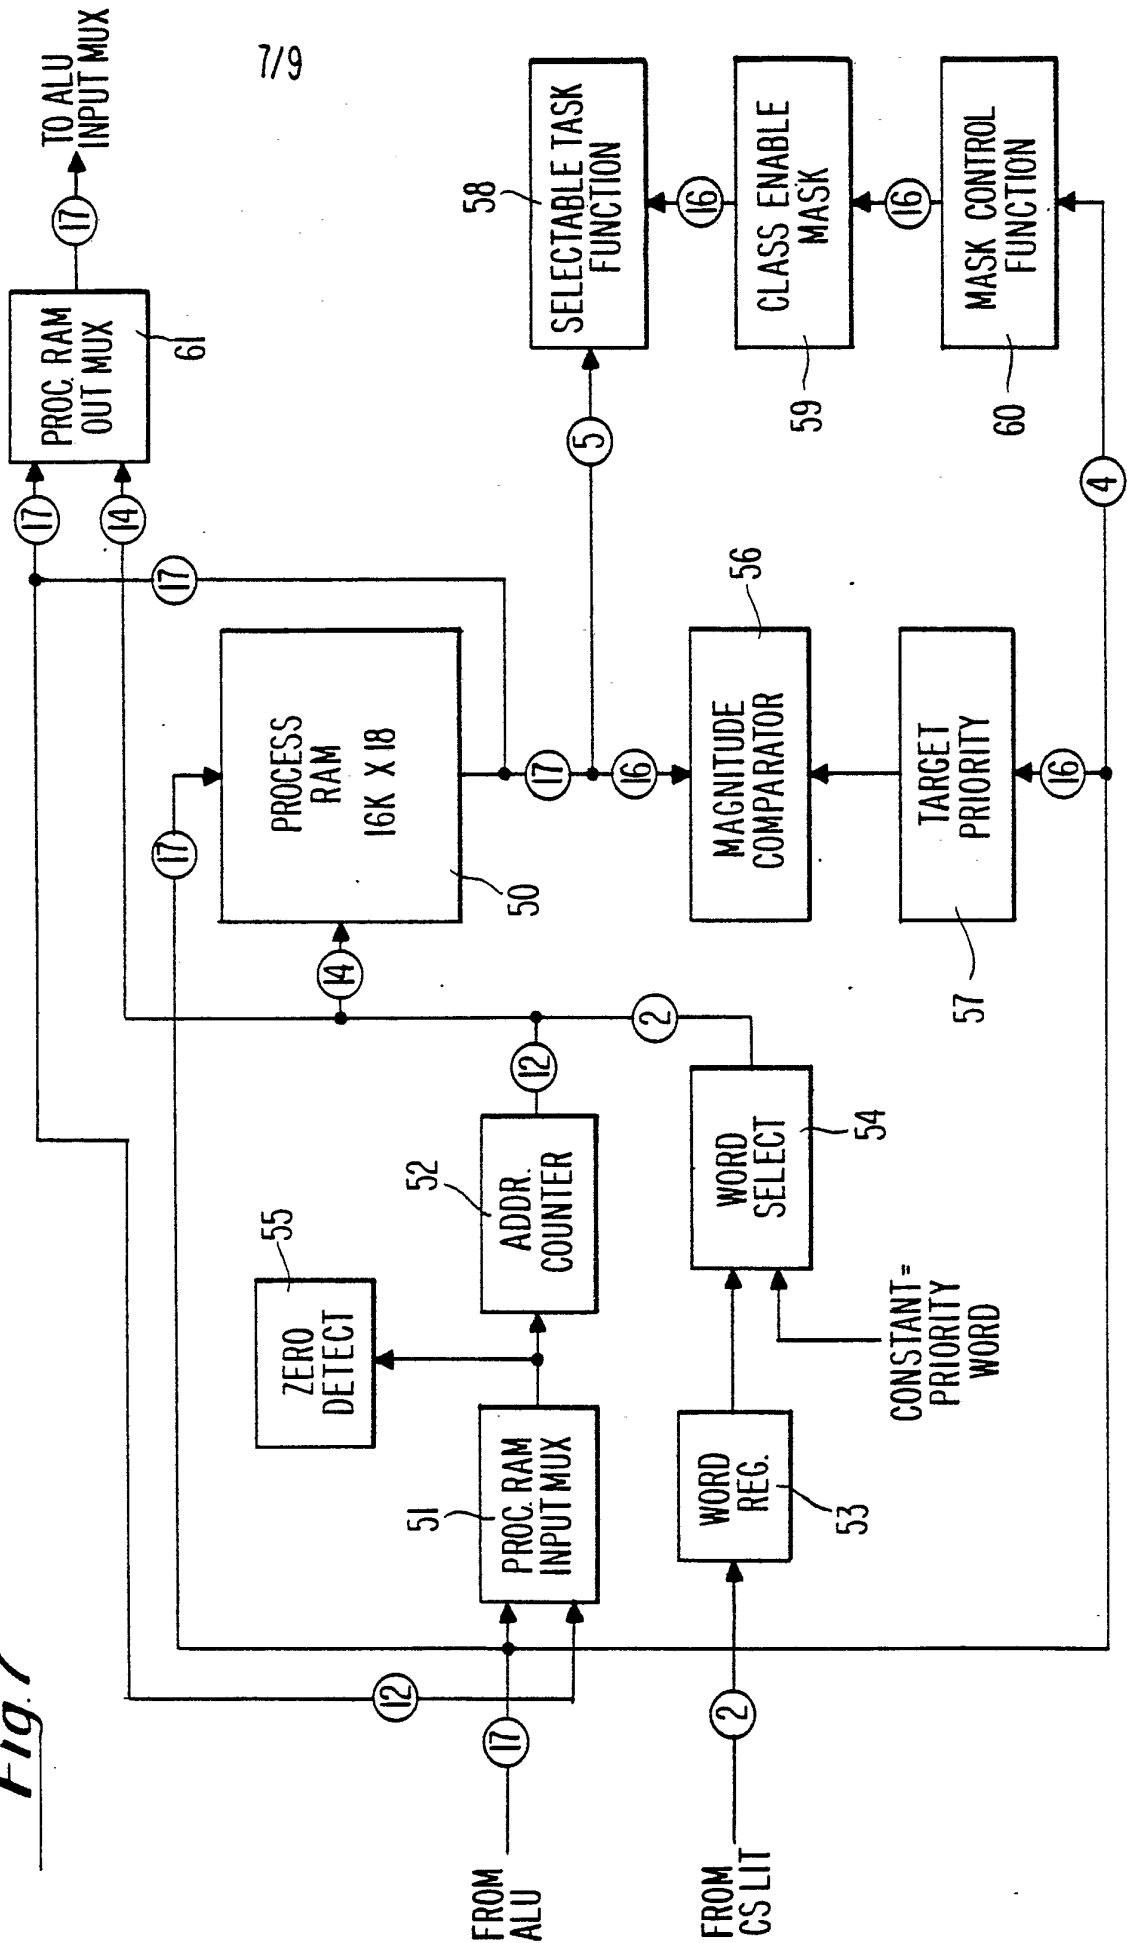 Fig. 7
7/9
TO ALU
INPUT MUX
17
PROC. RAM
OUT MUX
61
17
14
17
17
PROCESS
RAM
16K X 18
50
14
17
16
5
SELECTABLE TASK
FUNCTION
58
16
CLASS ENABLE
MASK
59
16
MASK CONTROL
FUNCTION
60
4
MAGNITUDE
COMPARATOR
56
TARGET
PRIORITY
57
16
ZERO
DETECT
55
ADDR.
COUNTER
52
12
2
PROC. RAM
INPUT MUX
51
WORD
SELECT
54
WORD
REG.
53
CONSTANT=
PRIORITY
WORD
12
17
FROM
ALU
2
FROM
CS LIT